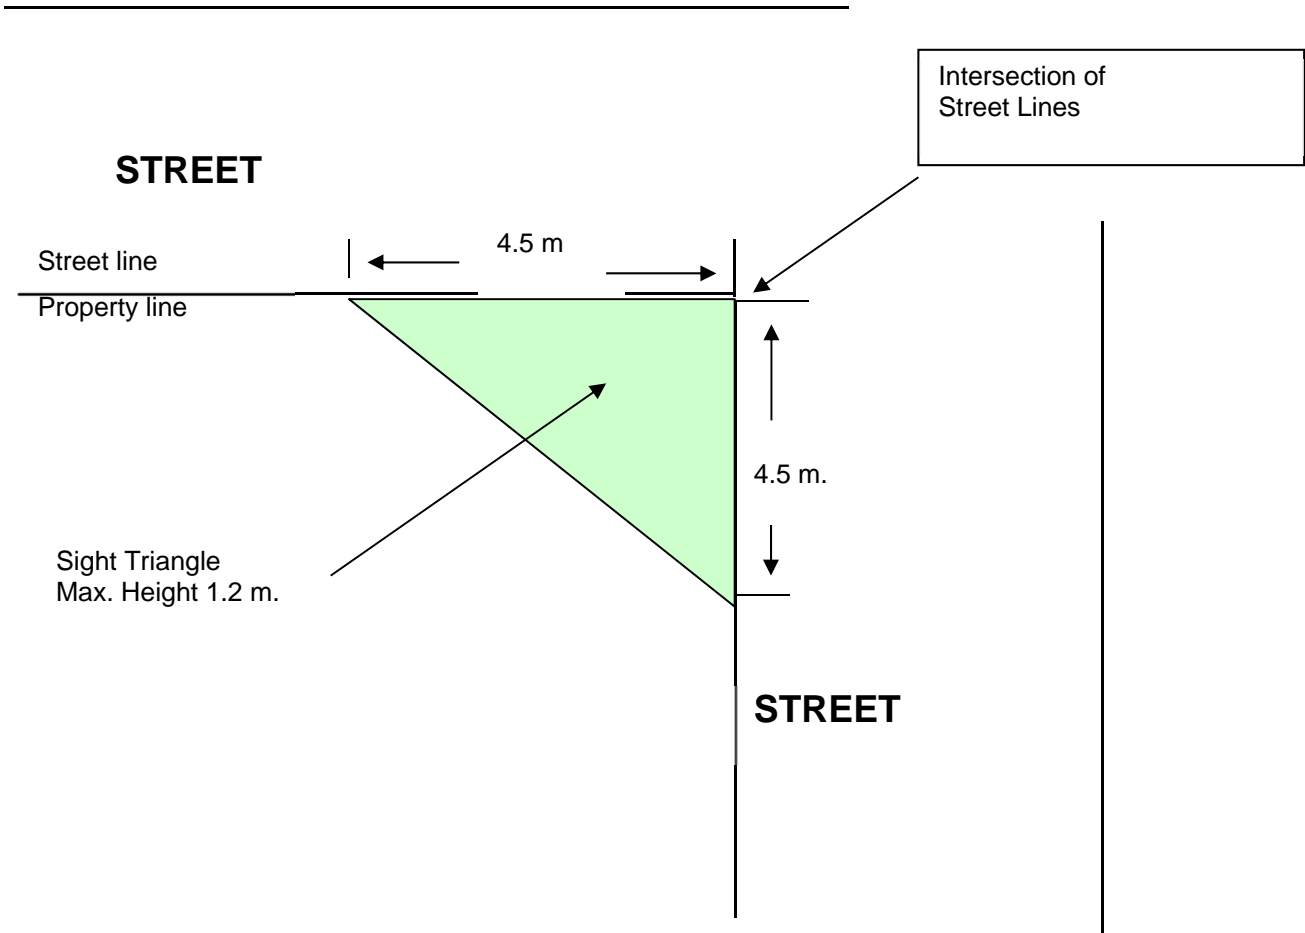 Intersection of
Street Lines
STREET
4.5 m
Street line
Property line
4.5 m.
Sight Triangle
Max. Height 1.2 m.
STREET